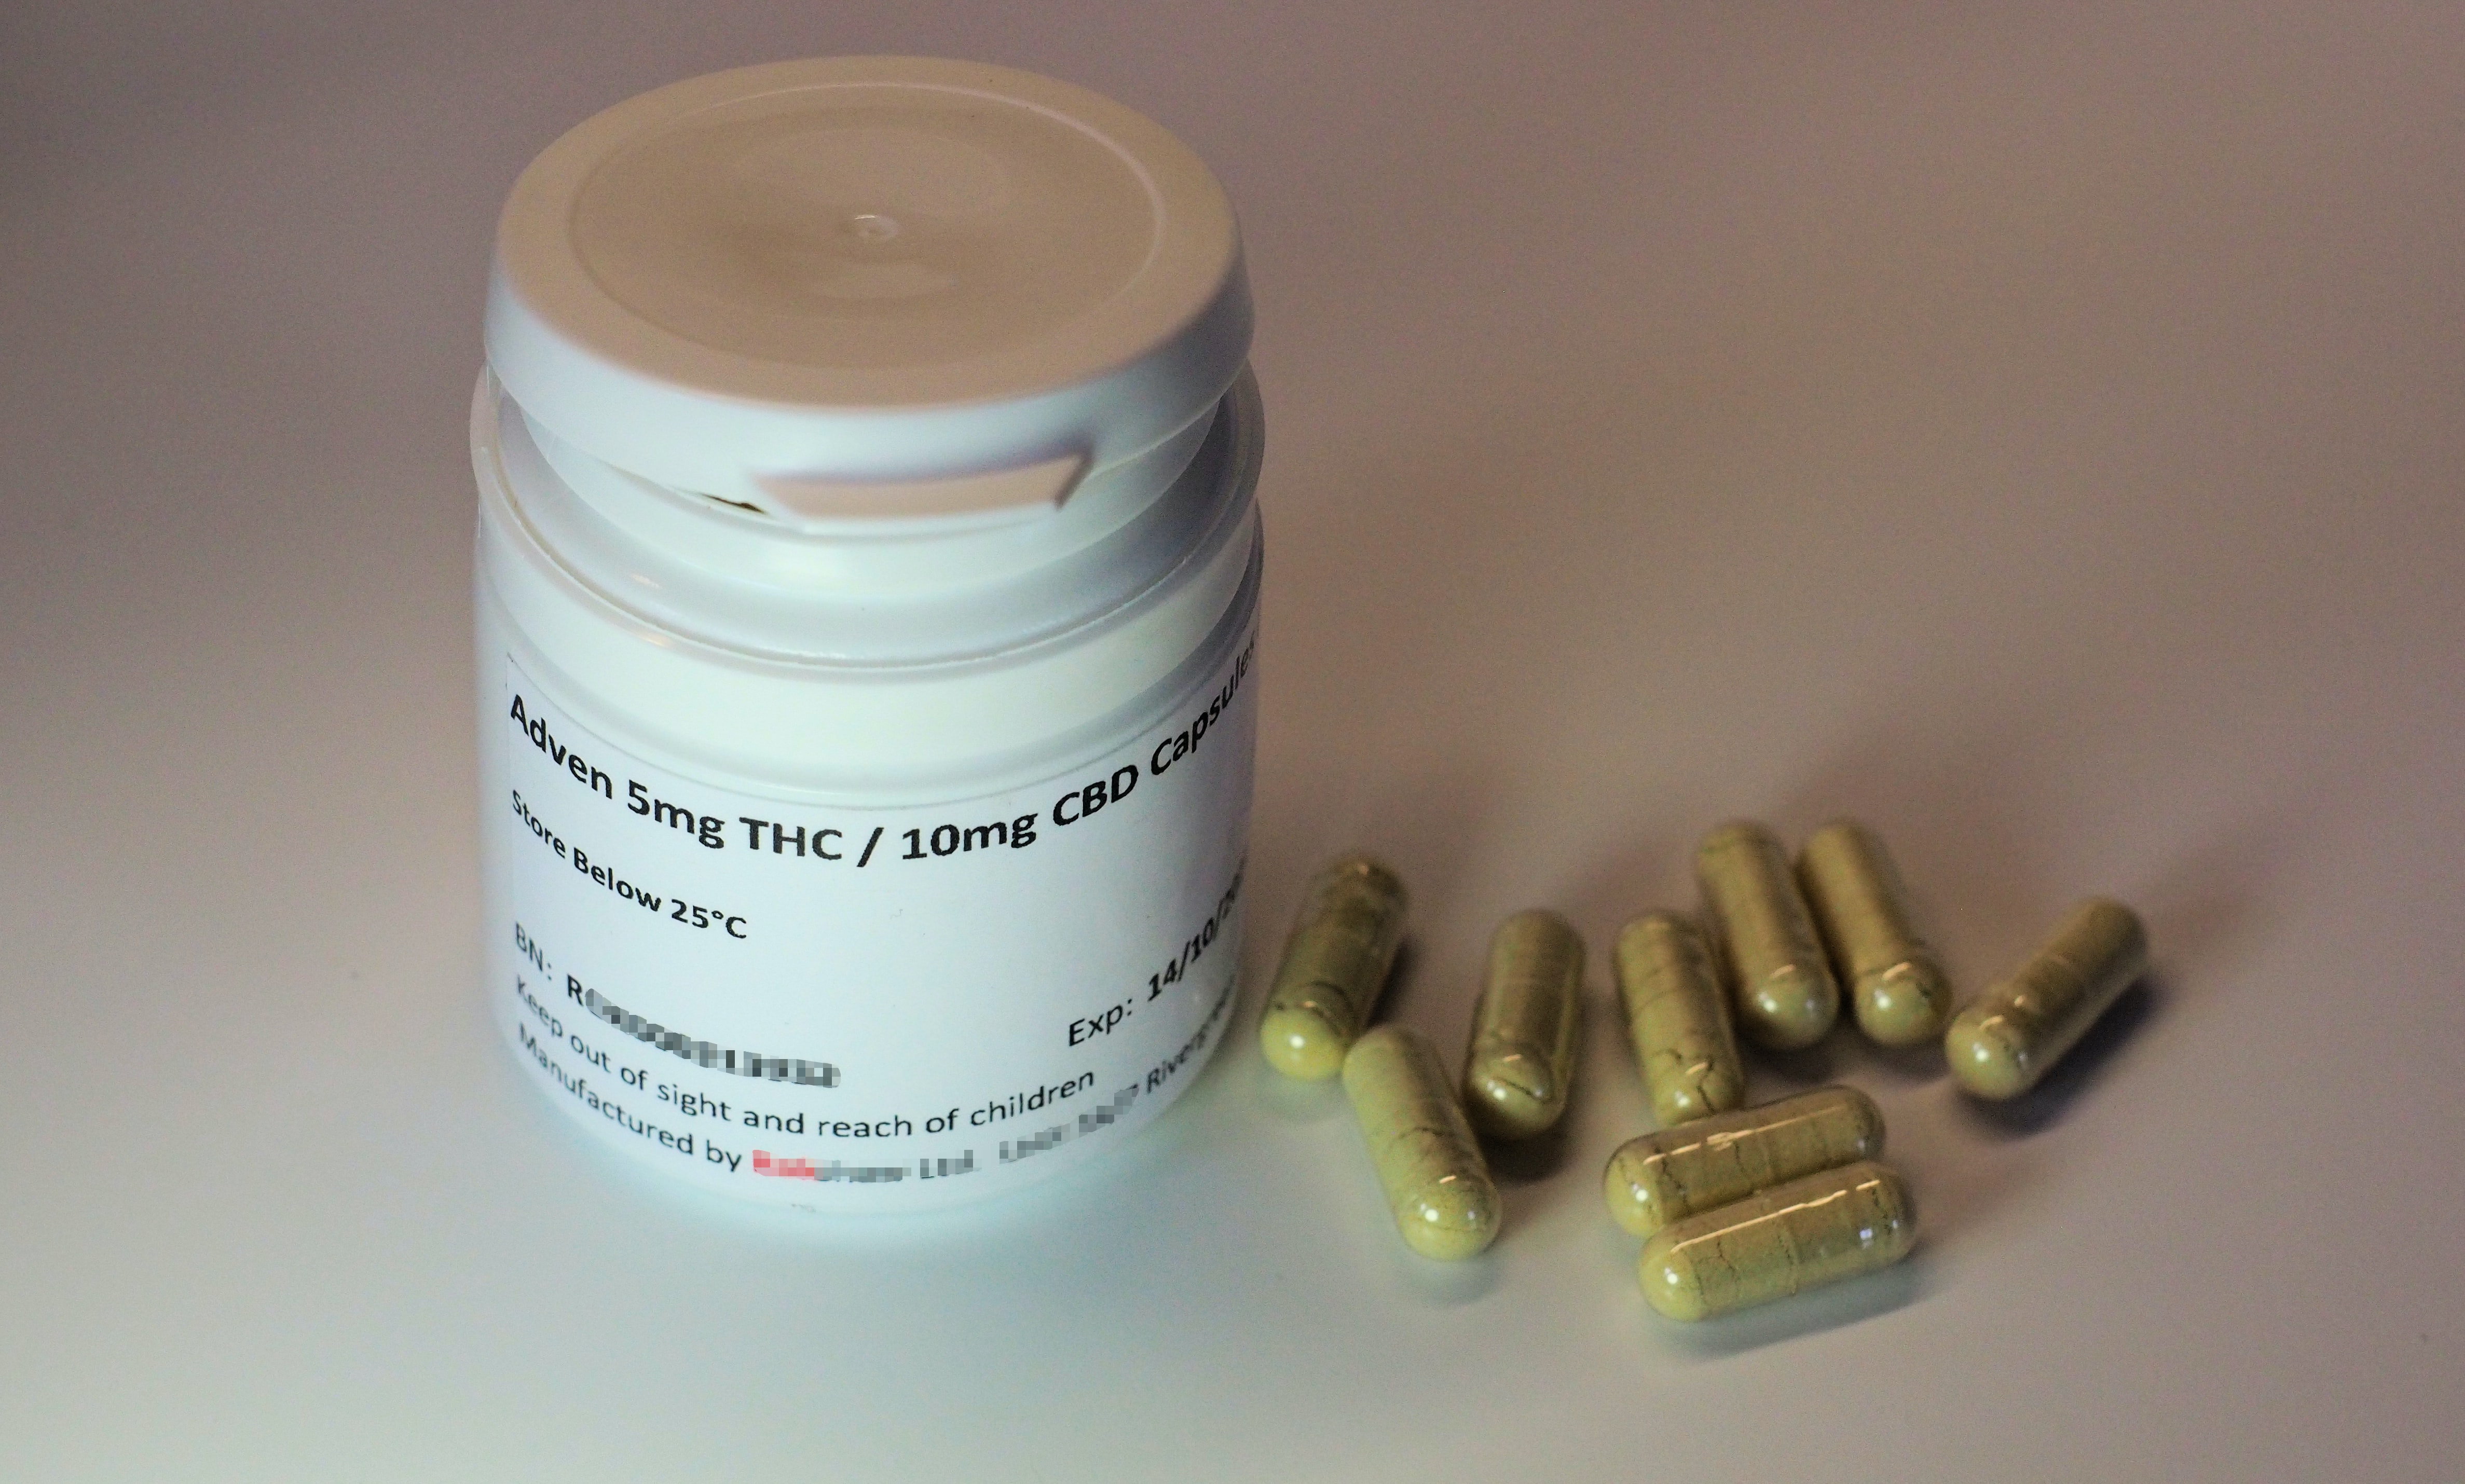 Adven 5mg THC / 10mg CBD Capsules
Store Below 25°C
BN: Exp: 14/10/
Keep out of sight and reach of children
Manufactured by Ltd.